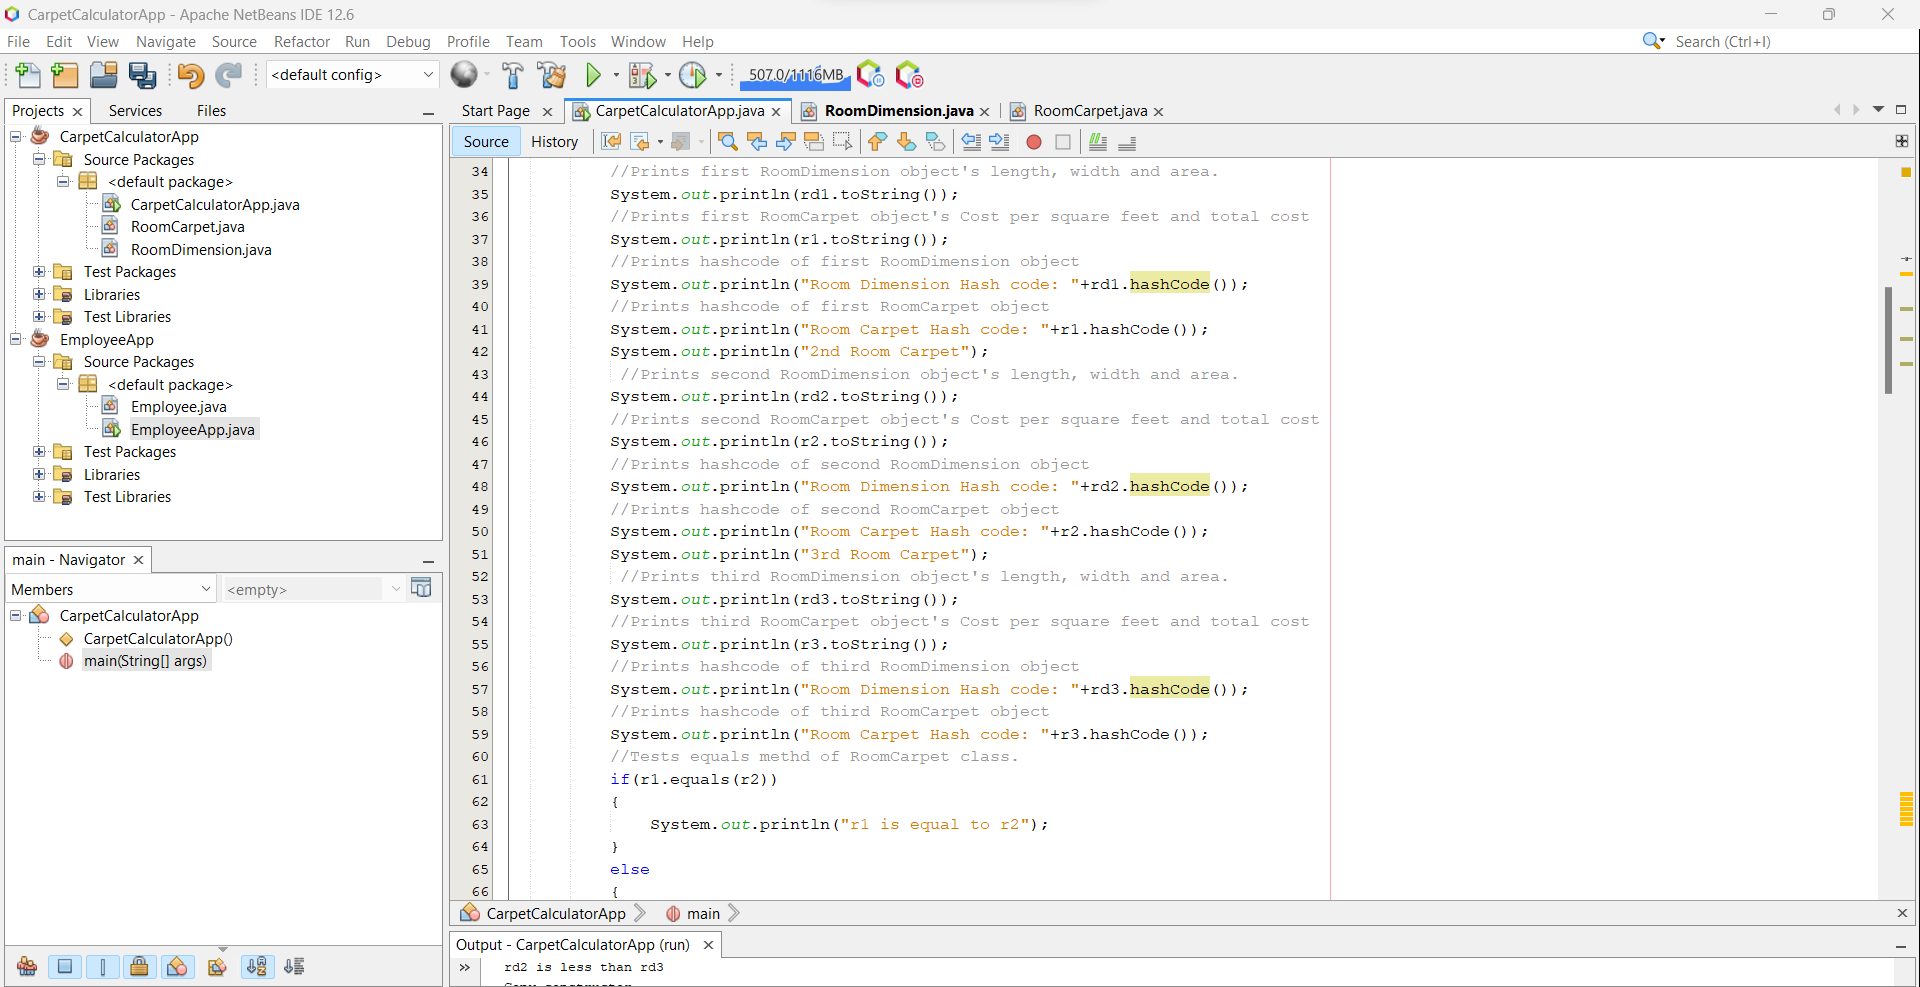 CarpetCalculatorApp - Apache NetBeans IDE 12.6
File Edit View Navigate Source Refactor Run Debug Profile Team Tools Window Help
Search (Ctrl+I)
<default config>
507.0/1116MB
Projects Services Files
CarpetCalculatorApp
Source Packages
<default package>
CarpetCalculatorApp.java
RoomCarpet.java
RoomDimension.java
Test Packages
Libraries
Test Libraries
EmployeeApp
Source Packages
<default package>
Employee.java
EmployeeApp.java
Test Packages
Libraries
Test Libraries
main - Navigator
Members <empty>
CarpetCalculatorApp
CarpetCalculatorApp()
main(String[] args)
Start Page CarpetCalculatorApp.java RoomDimension.java RoomCarpet.java
Source History
34 //Prints first RoomDimension object's length, width and area.
35 System.out.println(rd1.toString());
36 //Prints first RoomCarpet object's Cost per square feet and total cost
37 System.out.println(r1.toString());
38 //Prints hashcode of first RoomDimension object
39 System.out.println("Room Dimension Hash code: "+rd1.hashCode());
40 //Prints hashcode of first RoomCarpet object
41 System.out.println("Room Carpet Hash code: "+r1.hashCode());
42 System.out.println("2nd Room Carpet");
43 //Prints second RoomDimension object's length, width and area.
44 System.out.println(rd2.toString());
45 //Prints second RoomCarpet object's Cost per square feet and total cost
46 System.out.println(r2.toString());
47 //Prints hashcode of second RoomDimension object
48 System.out.println("Room Dimension Hash code: "+rd2.hashCode());
49 //Prints hashcode of second RoomCarpet object
50 System.out.println("Room Carpet Hash code: "+r2.hashCode());
51 System.out.println("3rd Room Carpet");
52 //Prints third RoomDimension object's length, width and area.
53 System.out.println(rd3.toString());
54 //Prints third RoomCarpet object's Cost per square feet and total cost
55 System.out.println(r3.toString());
56 //Prints hashcode of third RoomDimension object
57 System.out.println("Room Dimension Hash code: "+rd3.hashCode());
58 //Prints hashcode of third RoomCarpet object
59 System.out.println("Room Carpet Hash code: "+r3.hashCode());
60 //Tests equals methd of RoomCarpet class.
61 if(r1.equals(r2))
62 {
63 System.out.println("r1 is equal to r2");
64 }
65 else
66 {
CarpetCalculatorApp main
Output - CarpetCalculatorApp (run)
rd2 is less than rd3